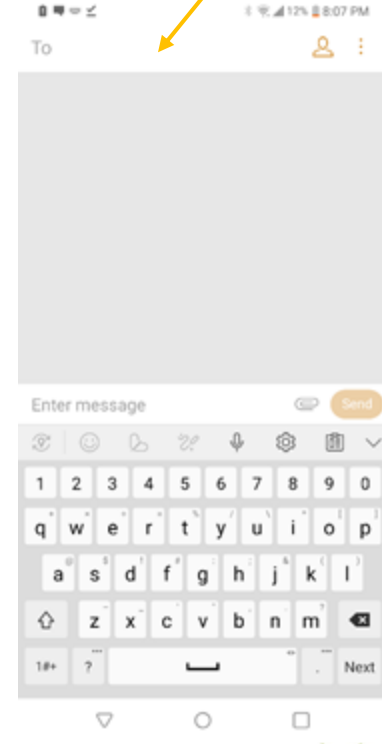 12% 8:07 PM
To
Enter message Send
1 2 3 4 5 6 7 8 9 0
q w e r t y u i o p
a s d f g h j k l
z x c v b n m
1#+ ? . Next